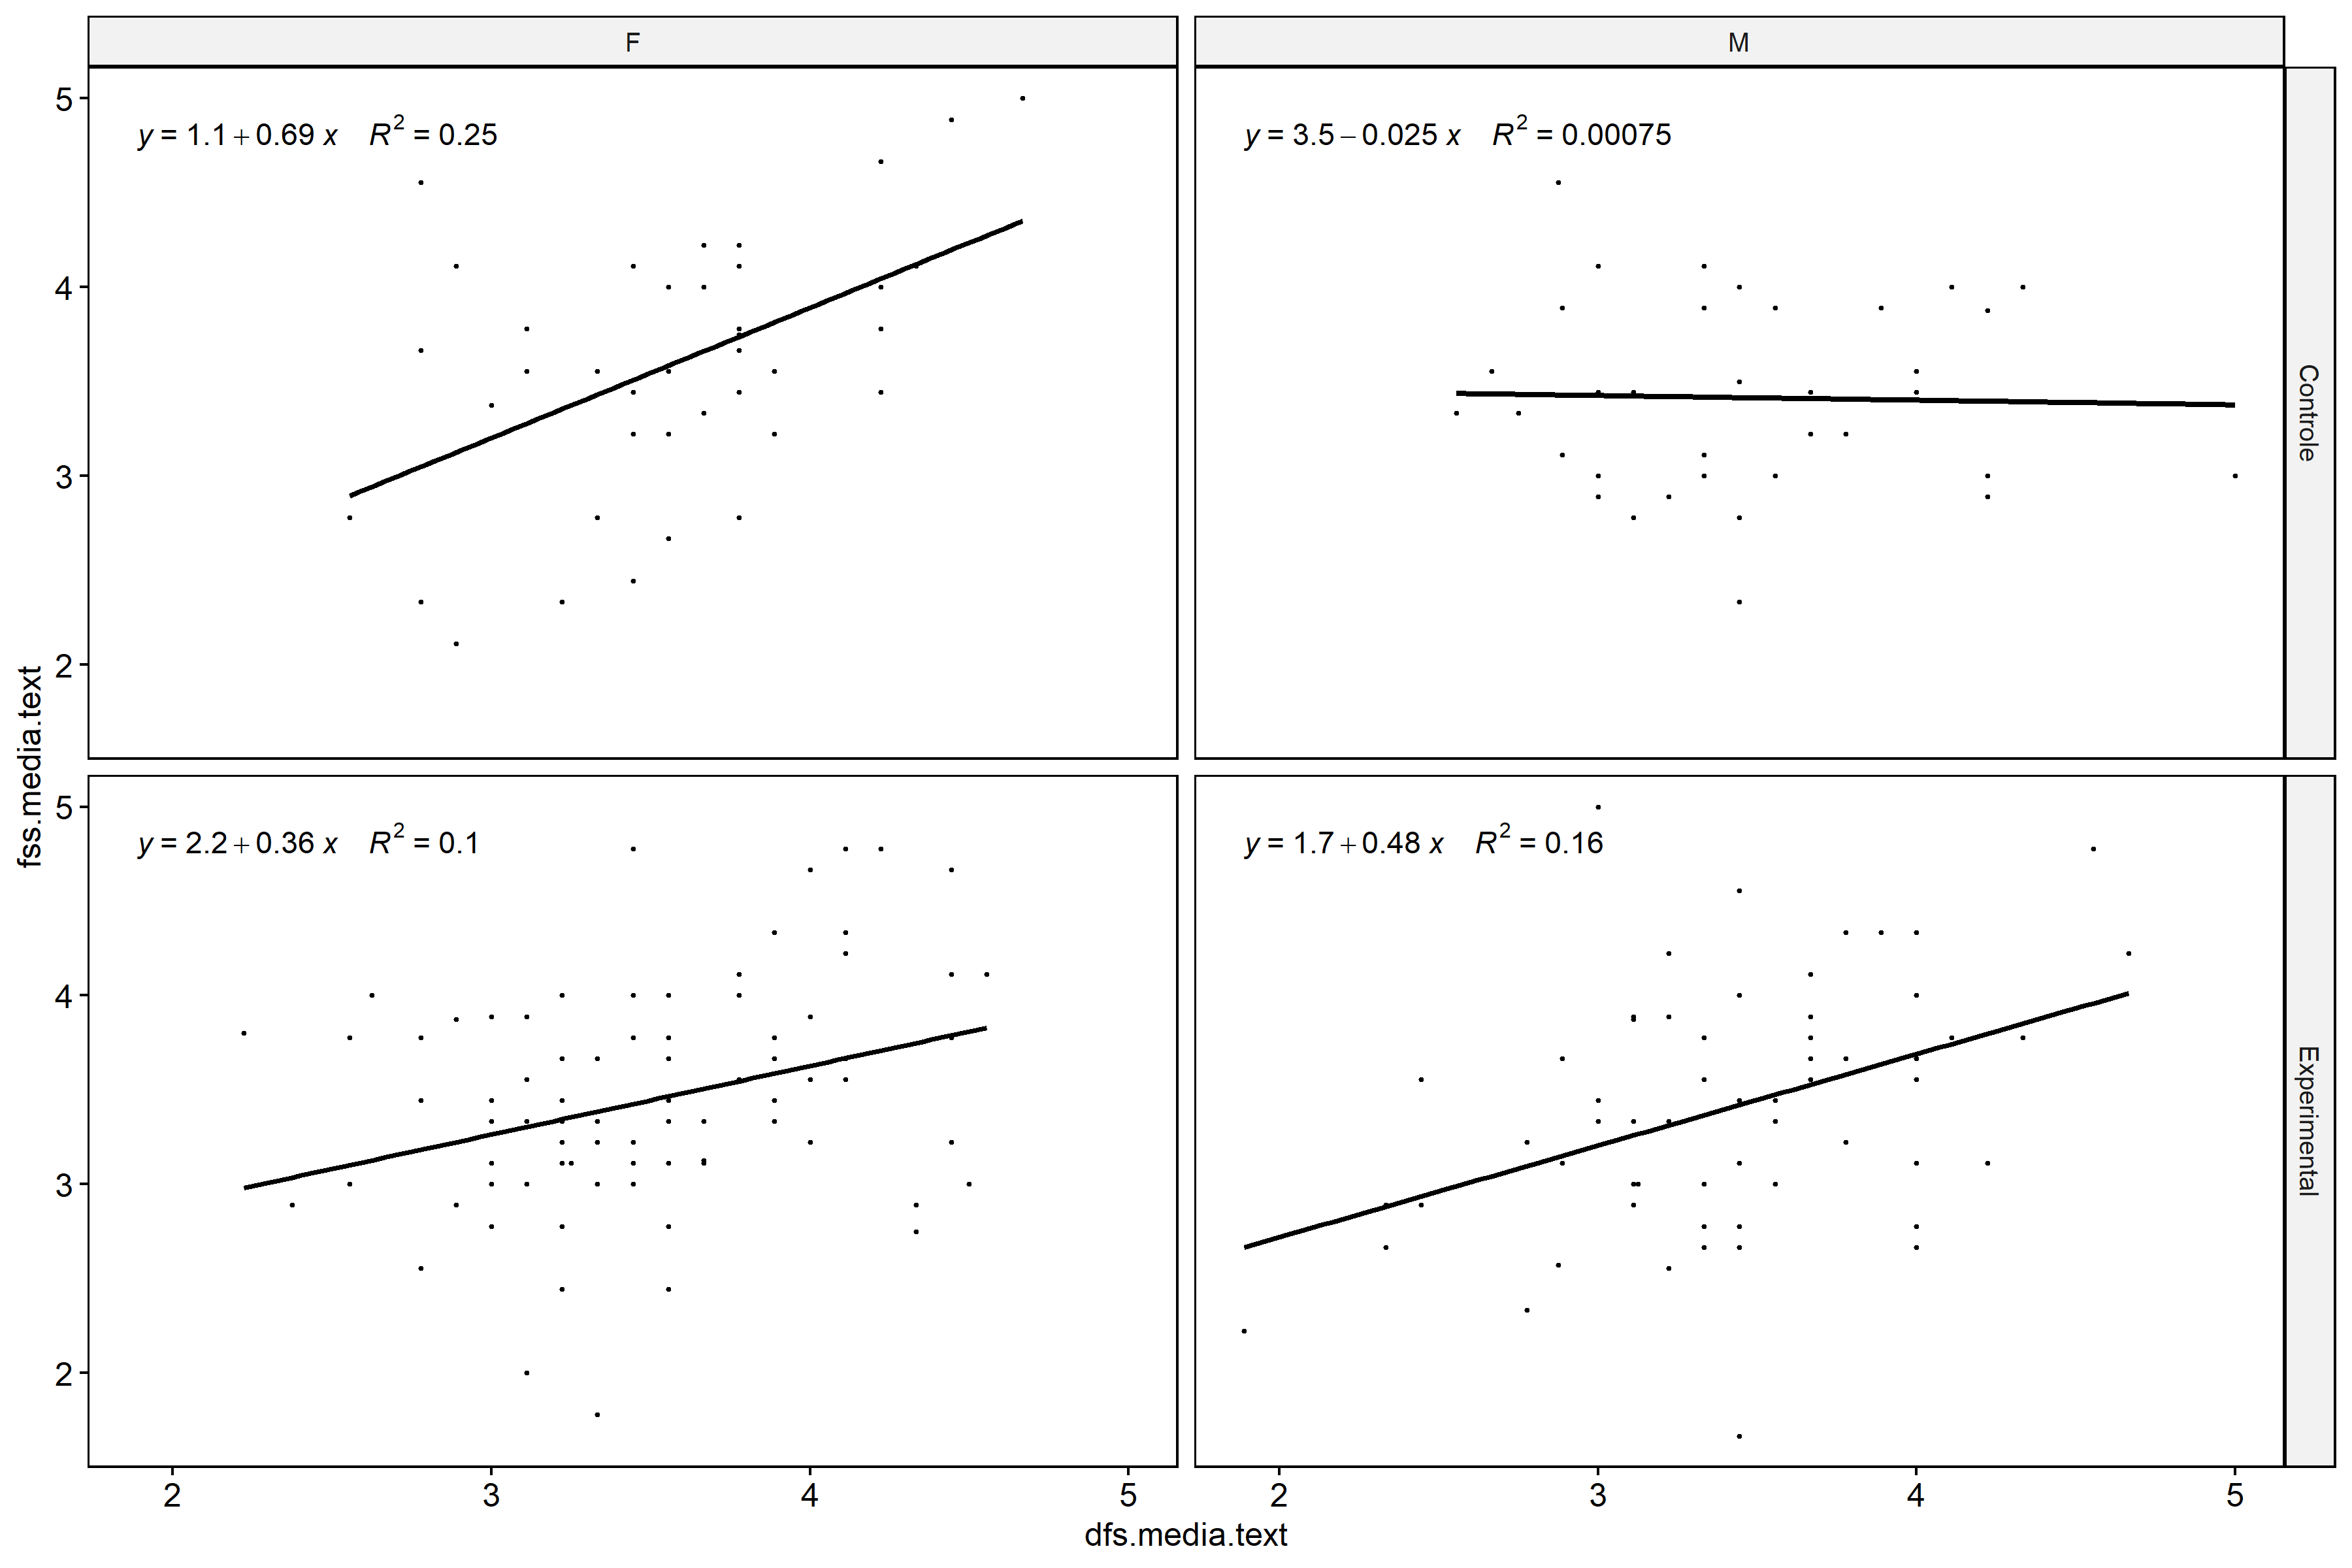 F
M
5
4
3
2
y = 1.1 + 0.69 x R² = 0.25
y = 3.5 − 0.025 x R² = 0.00075
Controle
fss.media.text
5
4
3
2
y = 2.2 + 0.36 x R² = 0.1
y = 1.7 + 0.48 x R² = 0.16
Experimental
2 3 4 5
2 3 4 5
dfs.media.text